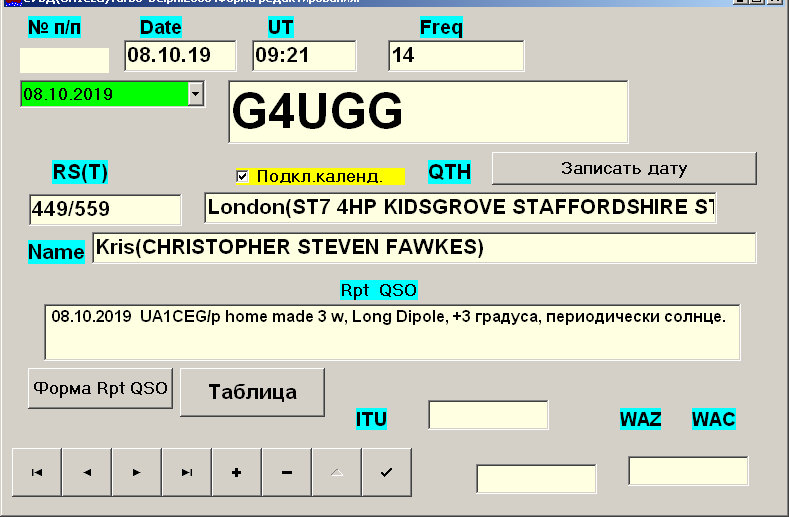 № п/п Date UT Freq
08.10.19 09:21 14
08.10.2019
G4UGG
RS(T) Подкл.календ. QTH Записать дату
449/559 London(ST7 4HP KIDSGROVE STAFFORDSHIRE ST
Name Kris(CHRISTOPHER STEVEN FAWKES)
Rpt QSO
08.10.2019 UA1CEG/p home made 3 w, Long Dipole, +3 градуса, периодически солнце.
Форма Rpt QSO Таблица
ITU WAZ WAC